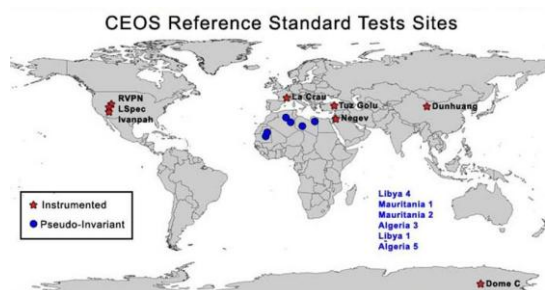 CEOS Reference Standard Tests Sites
RVPN
LSpec
Ivanpah
La Crau
Tuz Golu
Negev
Dunhuang
Instrumented
Pseudo-Invariant
Libya 4
Mauritania 1
Mauritania 2
Algeria 3
Libya 1
Algeria 5
Dome C